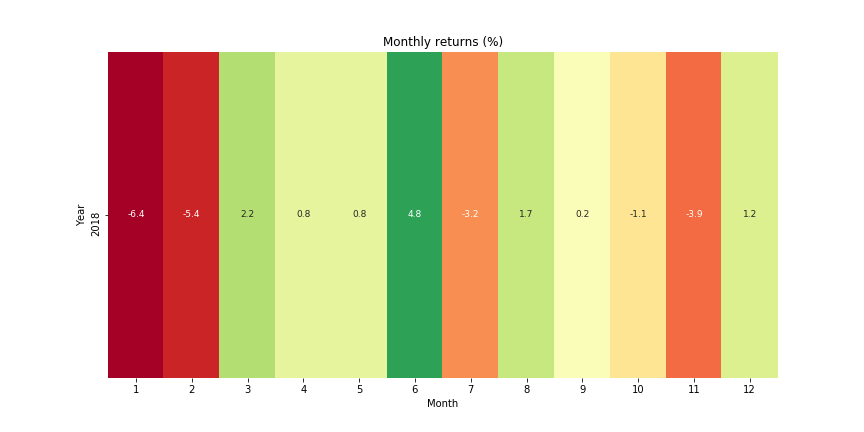 Monthly returns (%)
Year
2018
-6.4 -5.4 2.2 0.8 0.8 4.8 -3.2 1.7 0.2 -1.1 -3.9 1.2
1 2 3 4 5 6 7 8 9 10 11 12
Month